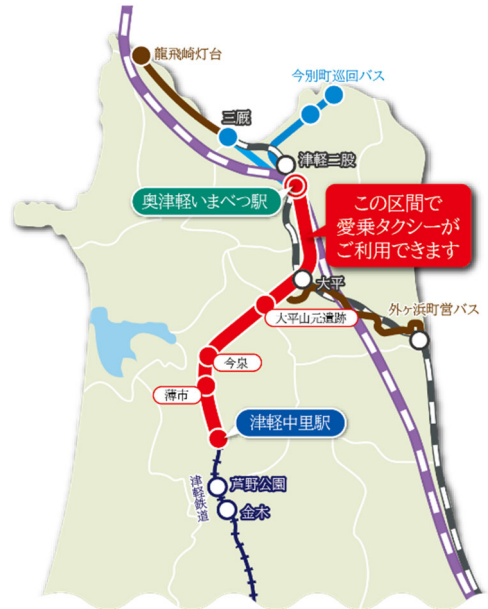 龍飛崎灯台
今別町巡回バス
三厩
津軽二股
奥津軽いまべつ駅
この区間で
愛乗タクシーが
ご利用できます
大平
外ヶ浜町営バス
大平山元遺跡
今泉
薄市
津軽中里駅
津軽鉄道
芦野公園
金木